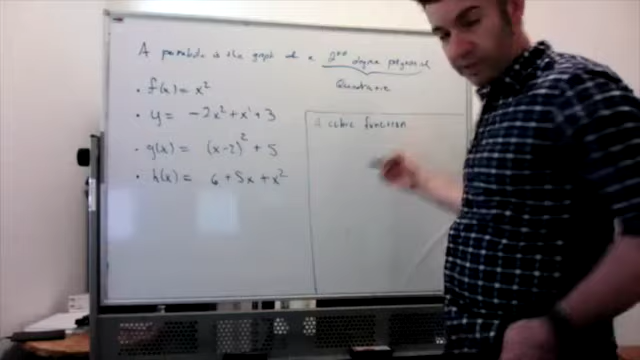 A parabola is the graph of a 2nd degree polynomial
Quadratic
• f(x) = x²
• y = -2x² + x¹ + 3
• g(x) = (x-2)² + 5
• h(x) = 6 + 5x + x²
A cubic function